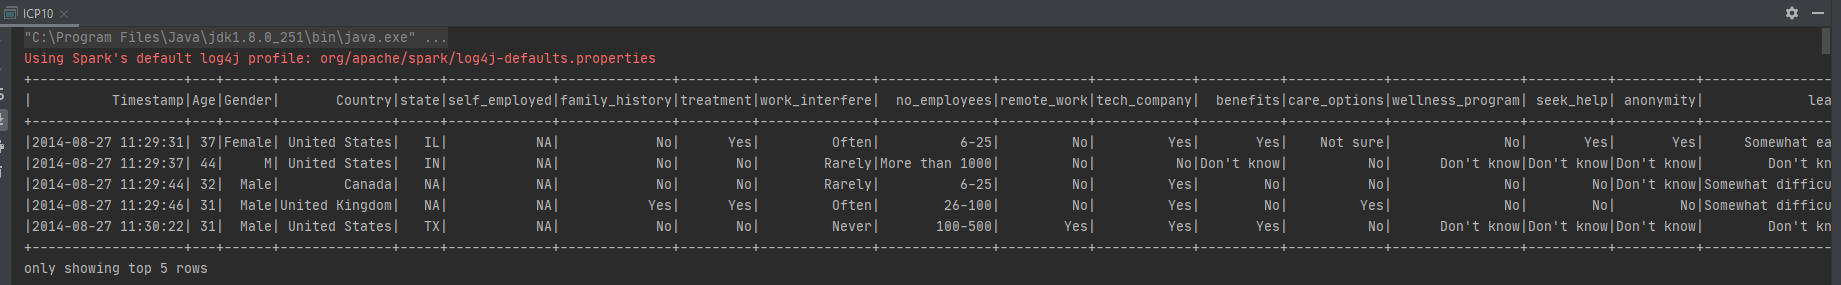 ICP10
"C:\Program Files\Java\jdk1.8.0_251\bin\java.exe" ...
Using Spark's default log4j profile: org/apache/spark/log4j-defaults.properties
+-------------------+---+------+--------------+-----+-------------+--------------+---------+--------------+--------------+-----------+------------+----------+------------+----------------+----------+----------+---------------
|          Timestamp|Age|Gender|       Country|state|self_employed|family_history|treatment|work_interfere|  no_employees|remote_work|tech_company|  benefits|care_options|wellness_program| seek_help| anonymity|            lea
+-------------------+---+------+--------------+-----+-------------+--------------+---------+--------------+--------------+-----------+------------+----------+------------+----------------+----------+----------+---------------
|2014-08-27 11:29:31| 37|Female| United States|   IL|           NA|            No|      Yes|         Often|          6-25|         No|         Yes|       Yes|    Not sure|              No|       Yes|       Yes|     Somewhat ea
|2014-08-27 11:29:37| 44|     M| United States|   IN|           NA|            No|       No|        Rarely|More than 1000|         No|          No|Don't know|          No|      Don't know|Don't know|Don't know|        Don't kn
|2014-08-27 11:29:44| 32|  Male|        Canada|   NA|           NA|            No|       No|        Rarely|          6-25|         No|         Yes|        No|          No|              No|        No|Don't know|Somewhat difficu
|2014-08-27 11:29:46| 31|  Male|United Kingdom|   NA|           NA|           Yes|      Yes|         Often|        26-100|         No|         Yes|        No|         Yes|              No|        No|        No|Somewhat difficu
|2014-08-27 11:30:22| 31|  Male| United States|   TX|           NA|            No|       No|         Never|       100-500|        Yes|         Yes|       Yes|          No|      Don't know|Don't know|Don't know|        Don't kn
+-------------------+---+------+--------------+-----+-------------+--------------+---------+--------------+--------------+-----------+------------+----------+------------+----------------+----------+----------+---------------
only showing top 5 rows